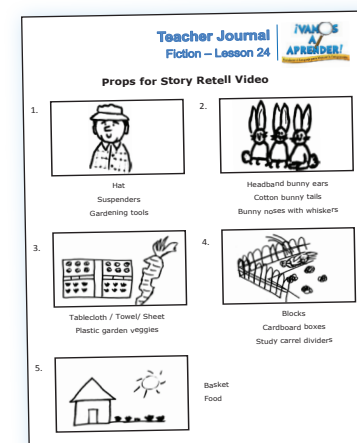 Teacher Journal
Fiction – Lesson 24
¡VAMOS
A
APRENDER!
Props for Story Retell Video
1.
Hat
Suspenders
Gardening tools
2.
Headband bunny ears
Cotton bunny tails
Bunny noses with whiskers
3.
Tablecloth / Towel/ Sheet
Plastic garden veggies
4.
Blocks
Cardboard boxes
Study carrel dividers
5.
Basket
Food